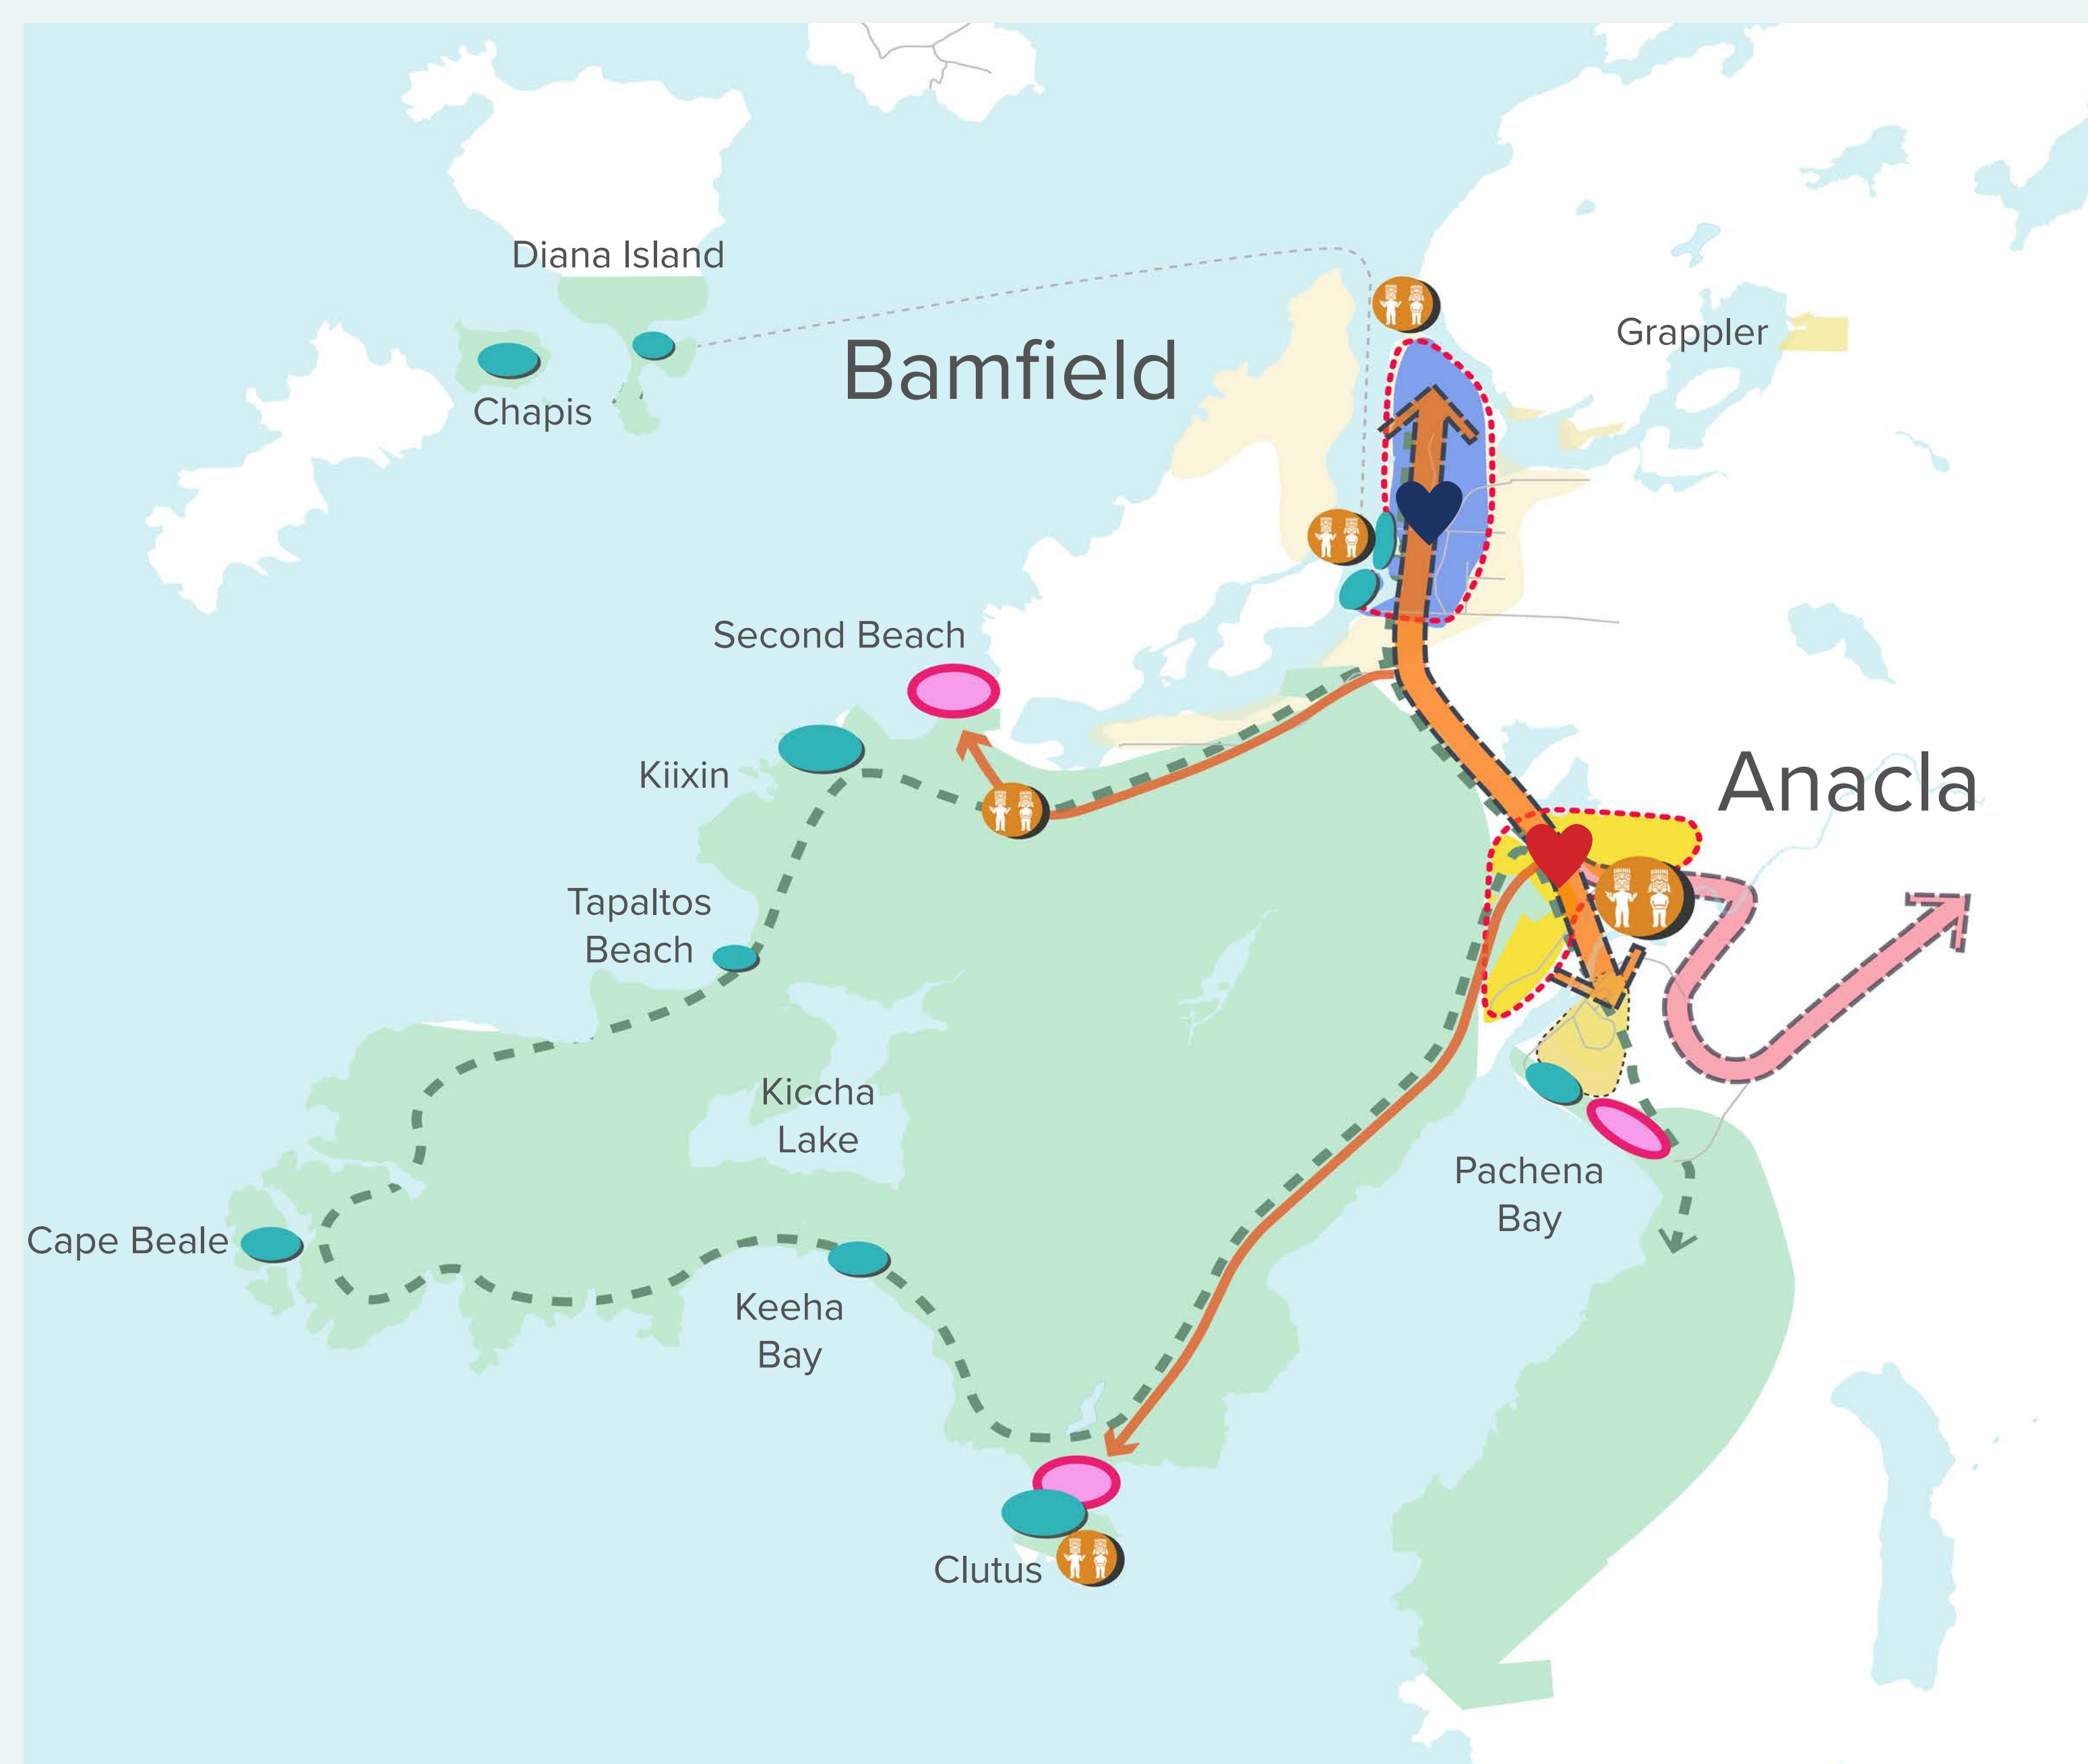 Diana Island
Bamfield
Grappler
Chapis
Second Beach
Kiixin
Anacla
Tapaltos
Beach
Kiccha
Lake
Pachena
Bay
Cape Beale
Keeha
Bay
Clutus